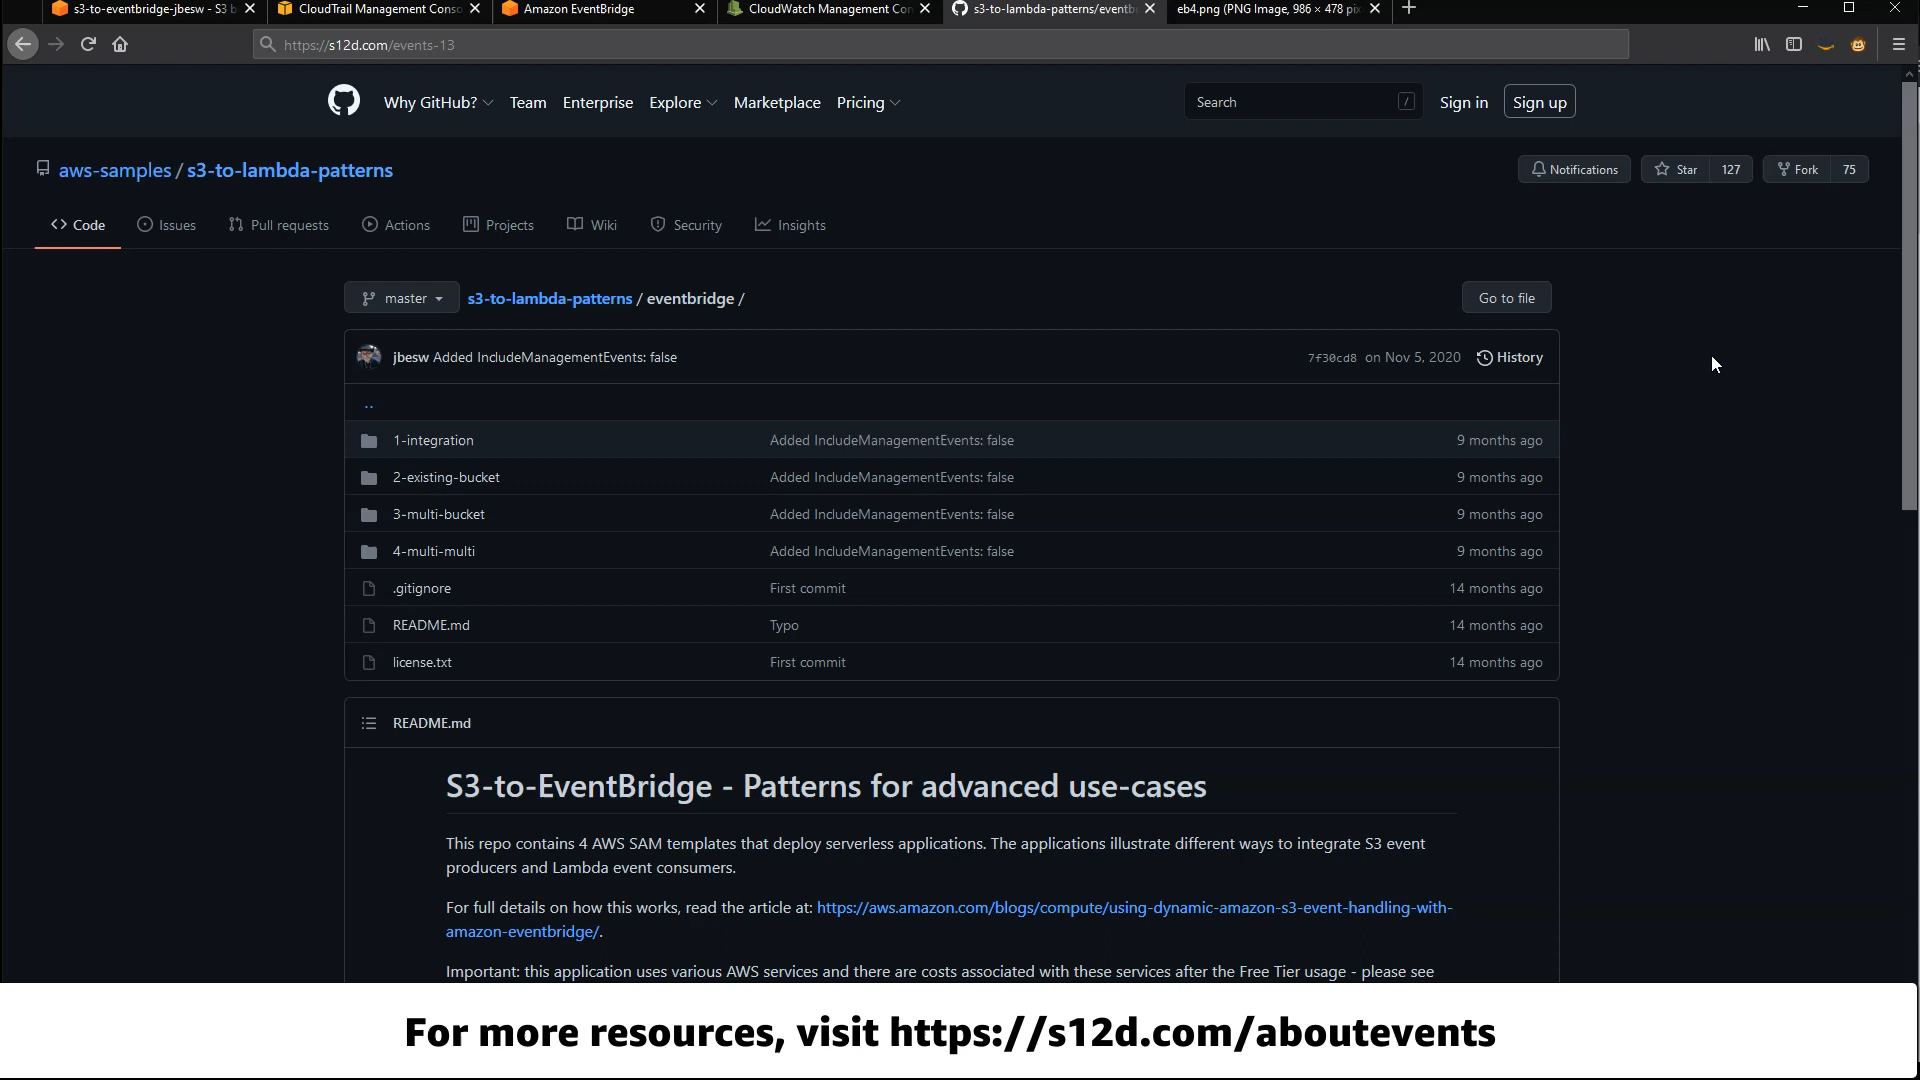 s3-to-eventbridge-jbesw - S3 b
CloudTrail Management Conso
Amazon EventBridge
CloudWatch Management Con
s3-to-lambda-patterns/eventb
eb4.png (PNG Image, 986 × 478 pix
https://s12d.com/events-13
Why GitHub?
Team
Enterprise
Explore
Marketplace
Pricing
Search /
Sign in
Sign up
aws-samples / s3-to-lambda-patterns
Notifications
Star 127
Fork 75
Code
Issues
Pull requests
Actions
Projects
Wiki
Security
Insights
master
s3-to-lambda-patterns / eventbridge /
Go to file
jbesw Added IncludeManagementEvents: false
7f30cd8 on Nov 5, 2020
History
..
1-integration Added IncludeManagementEvents: false 9 months ago
2-existing-bucket Added IncludeManagementEvents: false 9 months ago
3-multi-bucket Added IncludeManagementEvents: false 9 months ago
4-multi-multi Added IncludeManagementEvents: false 9 months ago
.gitignore First commit 14 months ago
README.md Typo 14 months ago
license.txt First commit 14 months ago
README.md
S3-to-EventBridge - Patterns for advanced use-cases
This repo contains 4 AWS SAM templates that deploy serverless applications. The applications illustrate different ways to integrate S3 event
producers and Lambda event consumers.
For full details on how this works, read the article at: https://aws.amazon.com/blogs/compute/using-dynamic-amazon-s3-event-handling-with-
amazon-eventbridge/.
Important: this application uses various AWS services and there are costs associated with these services after the Free Tier usage - please see
For more resources, visit https://s12d.com/aboutevents